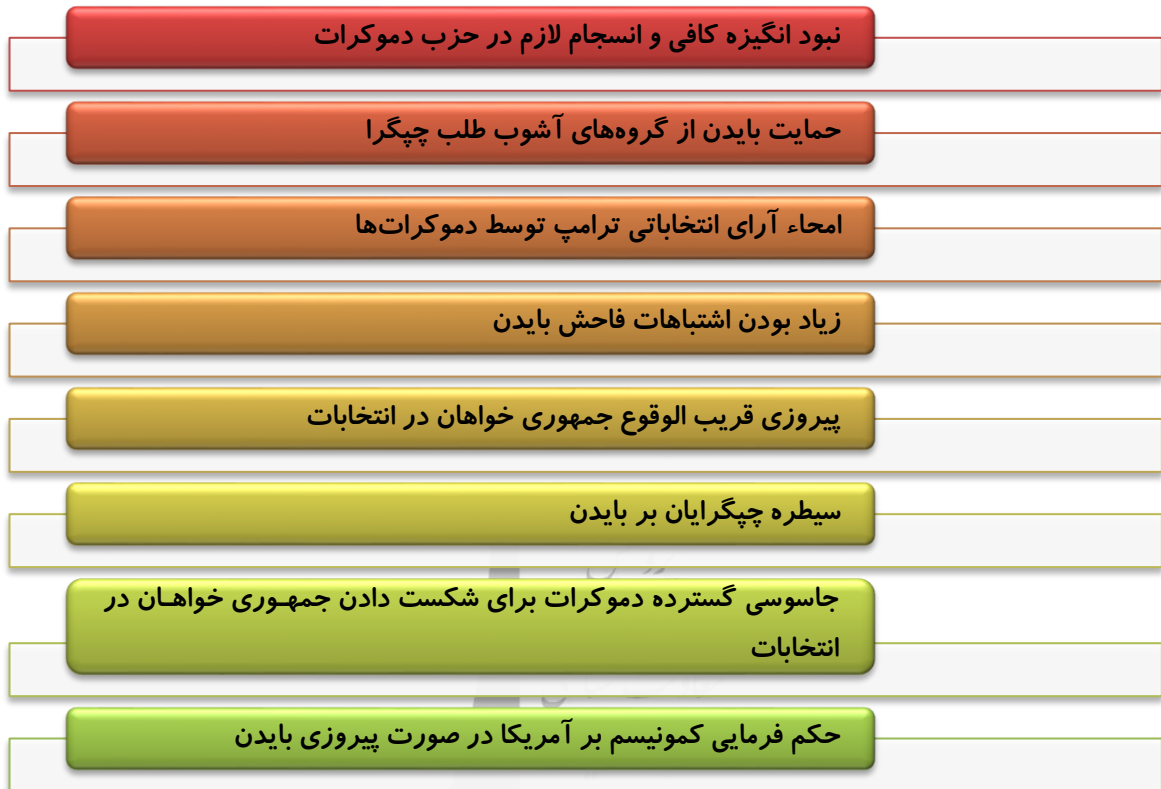 نبود انگیزه کافی و انسجام لازم در حزب دموکرات
حمایت بایدن از گروه‌های آشوب طلب چپگرا
امحاء آرای انتخاباتی ترامپ توسط دموکرات‌ها
زیاد بودن اشتباهات فاحش بایدن
پیروزی قریب الوقوع جمهوری خواهان در انتخابات
سیطره چپگرایان بر بایدن
جاسوسی گسترده دموکرات برای شکست دادن جمهـوری خواهـان در
انتخابات
حکم فرمایی کمونیسم بر آمریکا در صورت پیروزی بایدن